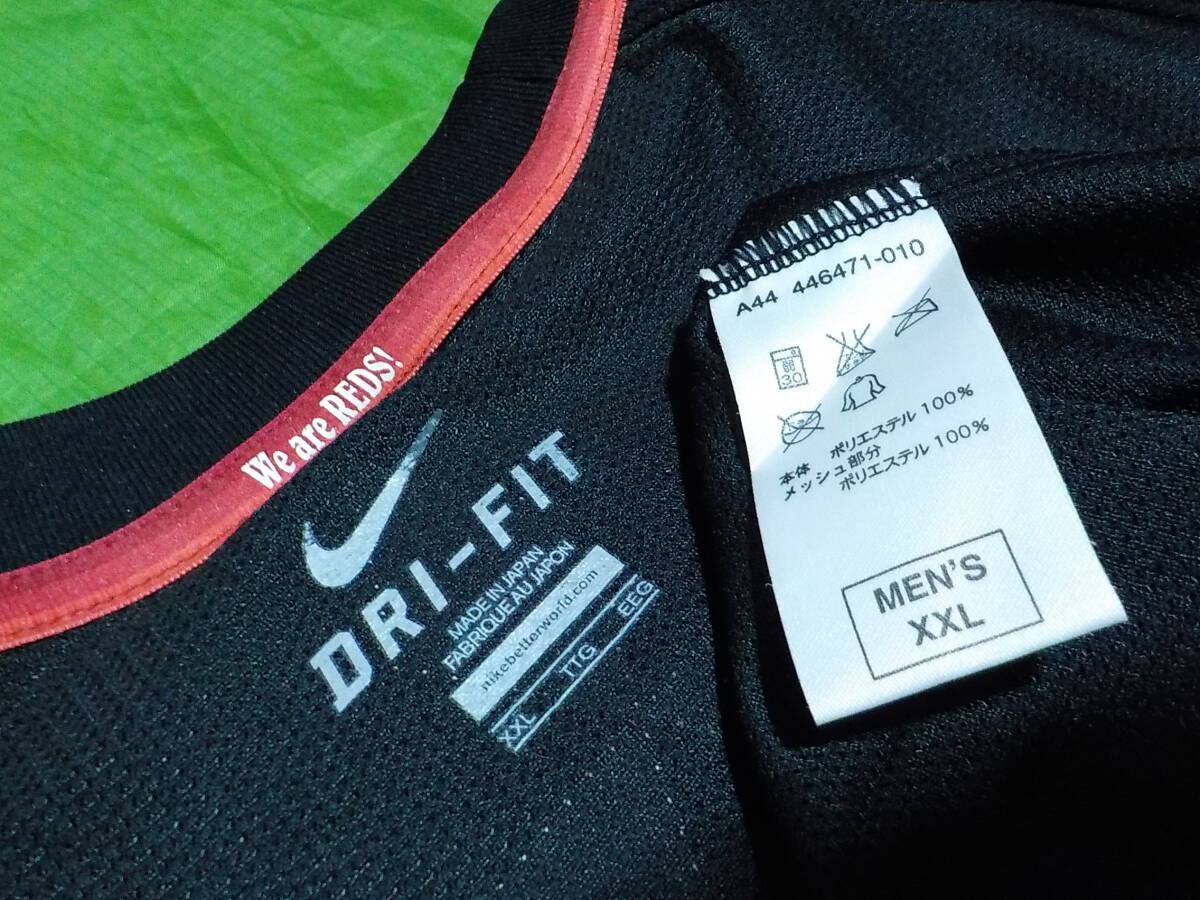 We are REDS!
DRI-FIT
MADE IN JAPAN
FABRIQUE AU JAPON
nikebetterworld.com
XXL TTG EEG
A44 446471-010
30
本体 ポリエステル 100%
メッシュ部分
ポリエステル 100%
MEN'S
XXL